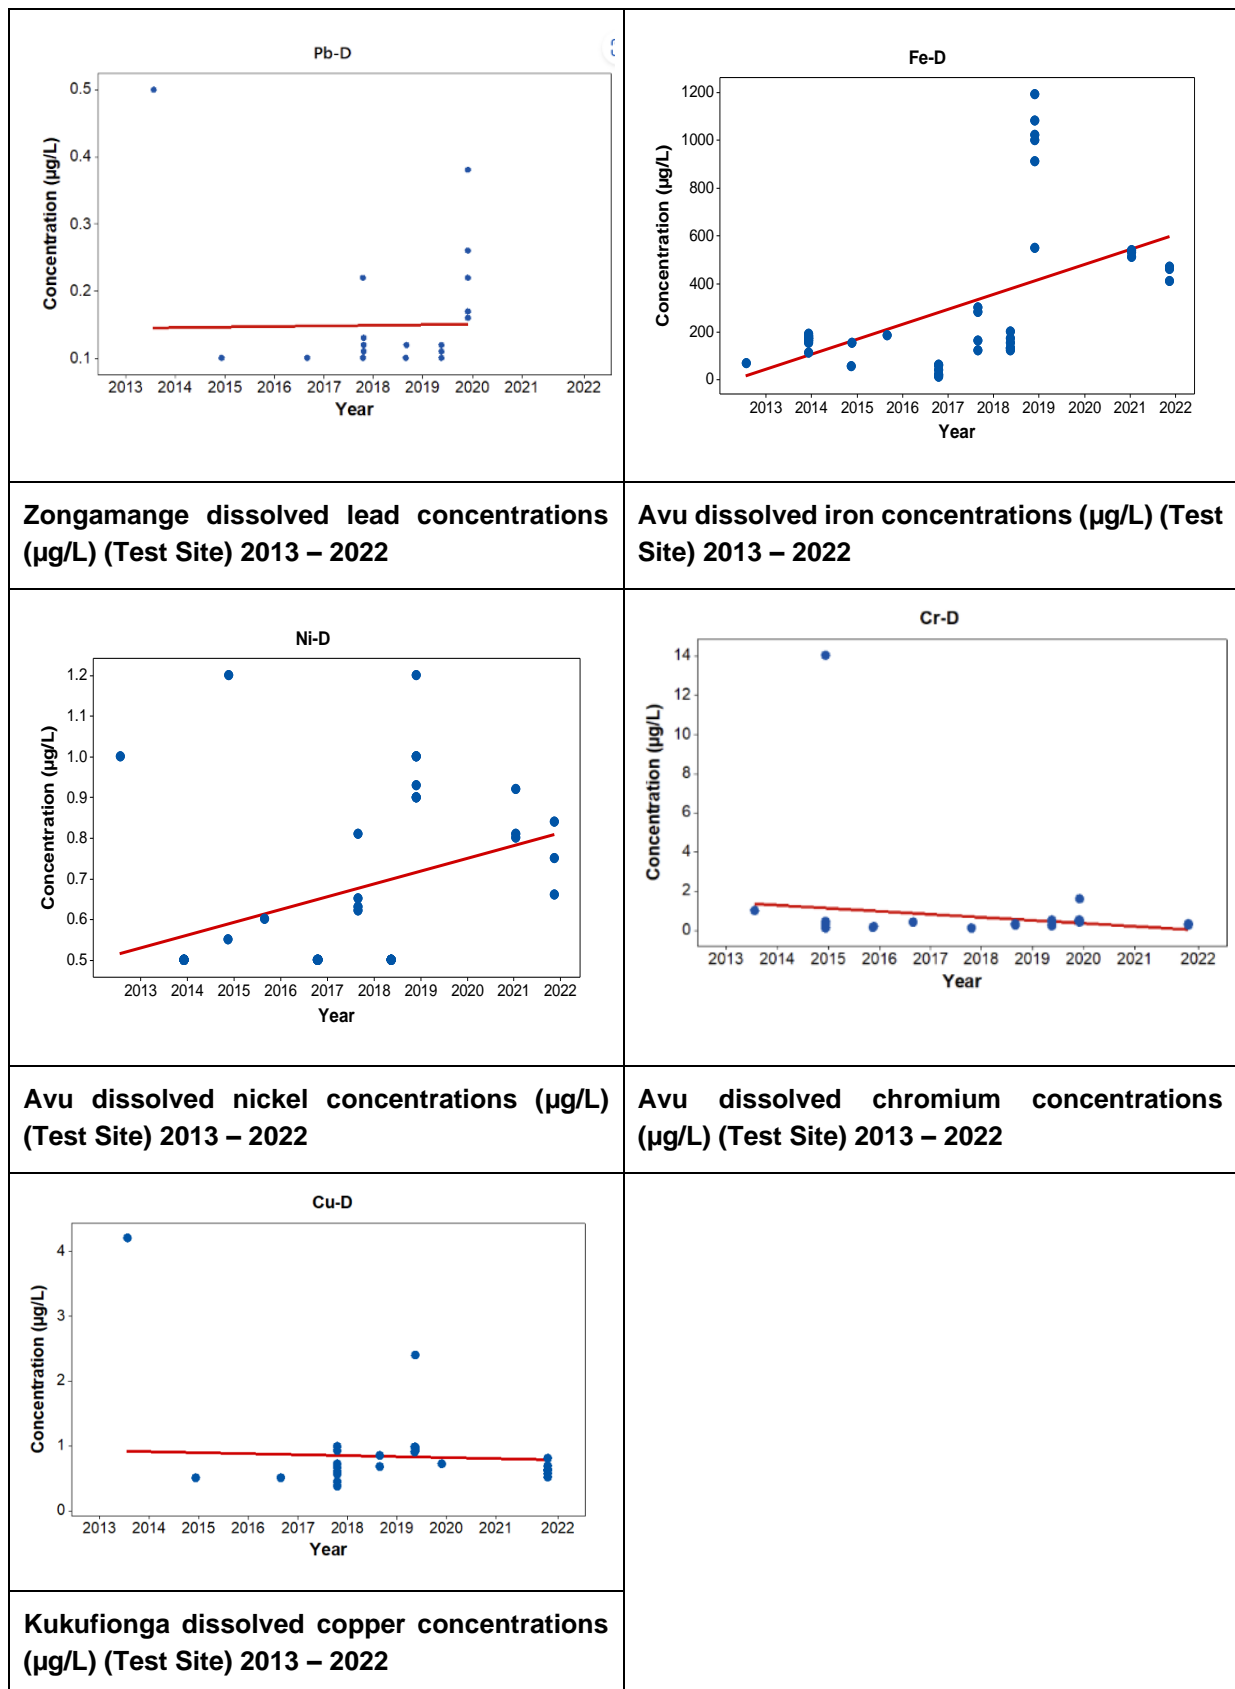 Pb-D
Concentration (µg/L)
0.5
0.4
0.3
0.2
0.1
2013 2014 2015 2016 2017 2018 2019 2020 2021 2022
Year
Zongamange dissolved lead concentrations
(µg/L) (Test Site) 2013 – 2022
Fe-D
Concentration (µg/L)
1200
1000
800
600
400
200
0
2013 2014 2015 2016 2017 2018 2019 2020 2021 2022
Year
Avu dissolved iron concentrations (µg/L) (Test
Site) 2013 – 2022
Ni-D
Concentration (µg/L)
1.2
1.1
1.0
0.9
0.8
0.7
0.6
0.5
2013 2014 2015 2016 2017 2018 2019 2020 2021 2022
Year
Avu dissolved nickel concentrations (µg/L)
(Test Site) 2013 – 2022
Cr-D
Concentration (µg/L)
14
12
10
8
6
4
2
0
2013 2014 2015 2016 2017 2018 2019 2020 2021 2022
Year
Avu dissolved chromium concentrations
(µg/L) (Test Site) 2013 – 2022
Cu-D
Concentration (µg/L)
4
3
2
1
0
2013 2014 2015 2016 2017 2018 2019 2020 2021 2022
Year
Kukufionga dissolved copper concentrations
(µg/L) (Test Site) 2013 – 2022